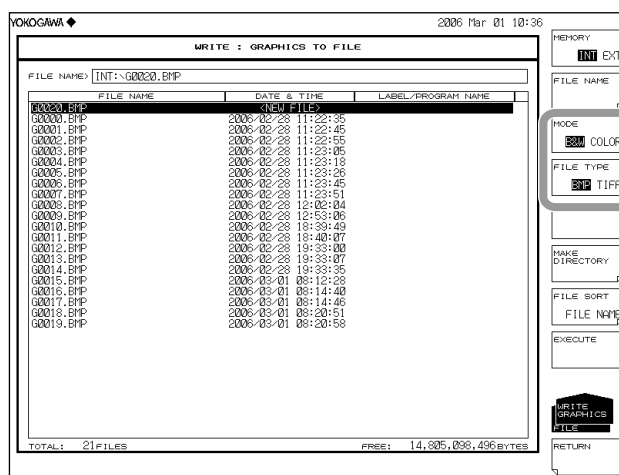 YOKOGAWA ◆ 2006 Mar 01 10:36
WRITE : GRAPHICS TO FILE
FILE NAME> INT:\G0020.BMP
FILE NAME DATE & TIME LABEL/PROGRAM NAME
G0020.BMP <NEW FILE>
G0000.BMP 2006/02/28 11:22:35
G0001.BMP 2006/02/28 11:22:45
G0002.BMP 2006/02/28 11:22:55
G0003.BMP 2006/02/28 11:23:05
G0004.BMP 2006/02/28 11:23:18
G0005.BMP 2006/02/28 11:23:26
G0006.BMP 2006/02/28 11:23:45
G0007.BMP 2006/02/28 11:23:51
G0008.BMP 2006/02/28 12:02:04
G0009.BMP 2006/02/28 12:53:06
G0010.BMP 2006/02/28 18:39:49
G0011.BMP 2006/02/28 18:40:07
G0012.BMP 2006/02/28 19:33:00
G0013.BMP 2006/02/28 19:33:07
G0014.BMP 2006/02/28 19:33:35
G0015.BMP 2006/03/01 08:12:28
G0016.BMP 2006/03/01 08:14:40
G0017.BMP 2006/03/01 08:14:46
G0018.BMP 2006/03/01 08:20:51
G0019.BMP 2006/03/01 08:20:58
TOTAL: 21FILES FREE: 14,805,098,496BYTES
MEMORY
INT EXT
FILE NAME
MODE
B&W COLOR
FILE TYPE
BMP TIFF
MAKE
DIRECTORY
FILE SORT
FILE NAME
EXECUTE
WRITE
GRAPHICS
FILE
RETURN